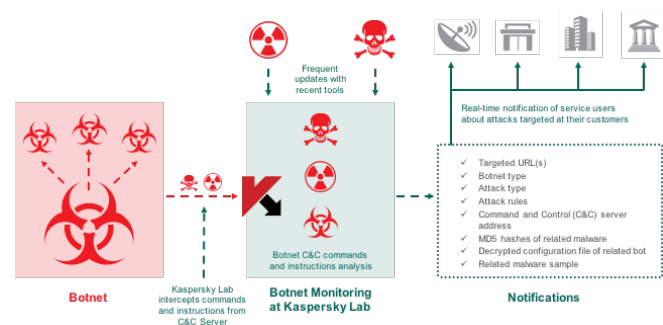 Frequent
updates with
recent tools
Real-time notification of service users
about attacks targeted at their customers
✓ Targeted URL(s)
✓ Botnet type
✓ Attack type
✓ Attack rules
✓ Command and Control (C&C) server
address
✓ MD5 hashes of related malware
✓ Decrypted configuration file of related bot
✓ Related malware sample
Botnet C&C commands
and instructions analysis
Botnet
Kaspersky Lab
intercepts commands
and instructions from
C&C Server
Botnet Monitoring
at Kaspersky Lab
Notifications